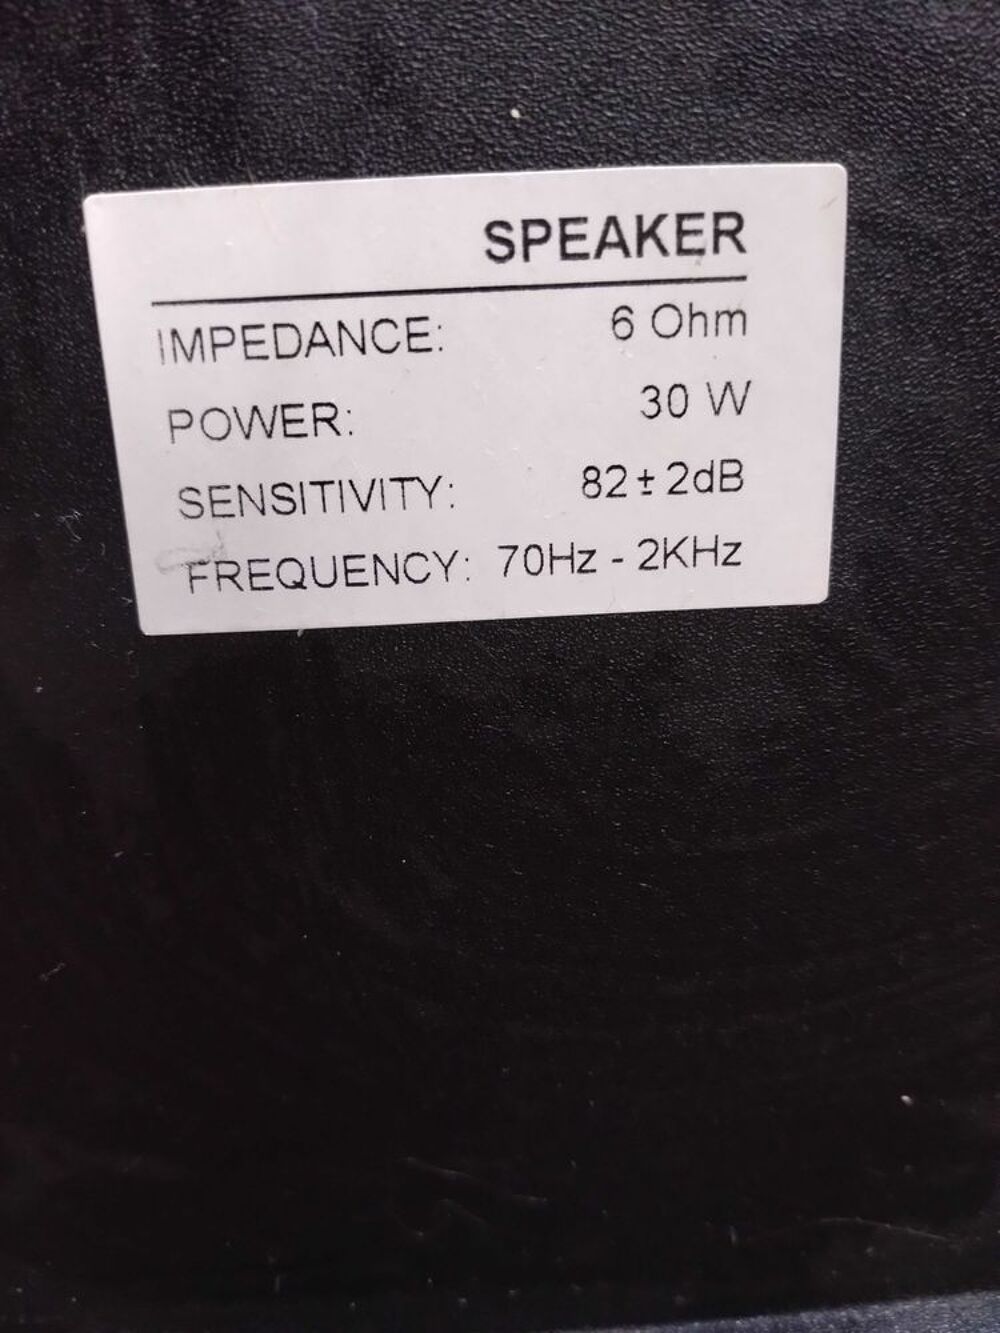 SPEAKER
IMPEDANCE: 6 Ohm
POWER: 30 W
SENSITIVITY: 82±2dB
FREQUENCY: 70Hz - 2KHz